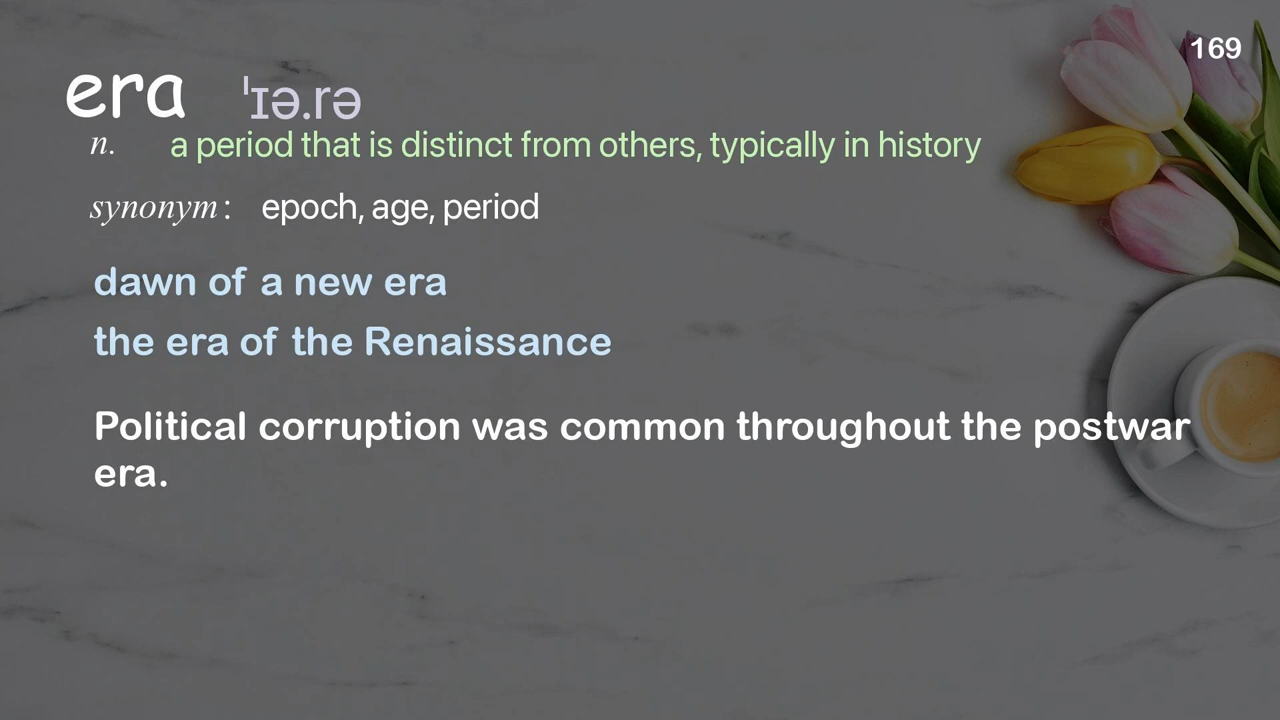 169
era ˈɪə.rə
n. a period that is distinct from others, typically in history
synonym: epoch, age, period
dawn of a new era
the era of the Renaissance
Political corruption was common throughout the postwar
era.